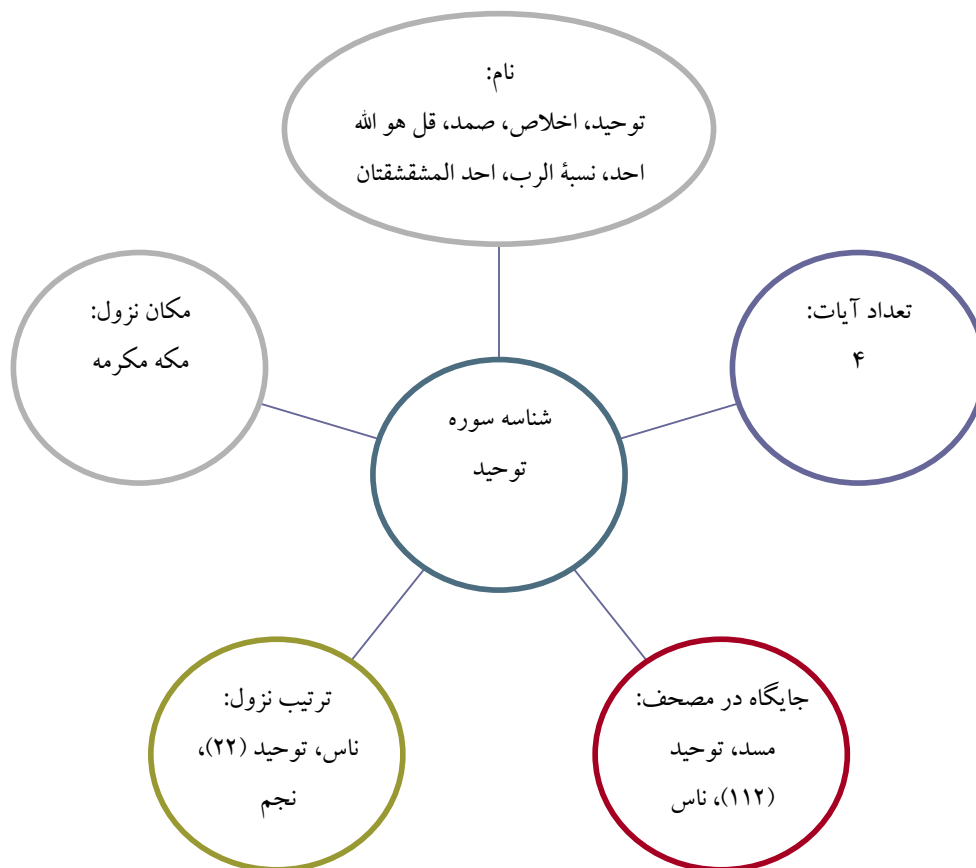 نام:
توحید، اخلاص، صمد، قل هو الله
احد، نسبۀ الرب، احد المشقشقتان
تعداد آیات:
۴
مکان نزول:
مکه مکرمه
شناسه سوره
توحید
جایگاه در مصحف:
مسد، توحید
(۱۱۲)، ناس
ترتیب نزول:
ناس، توحید (۲۲)،
نجم